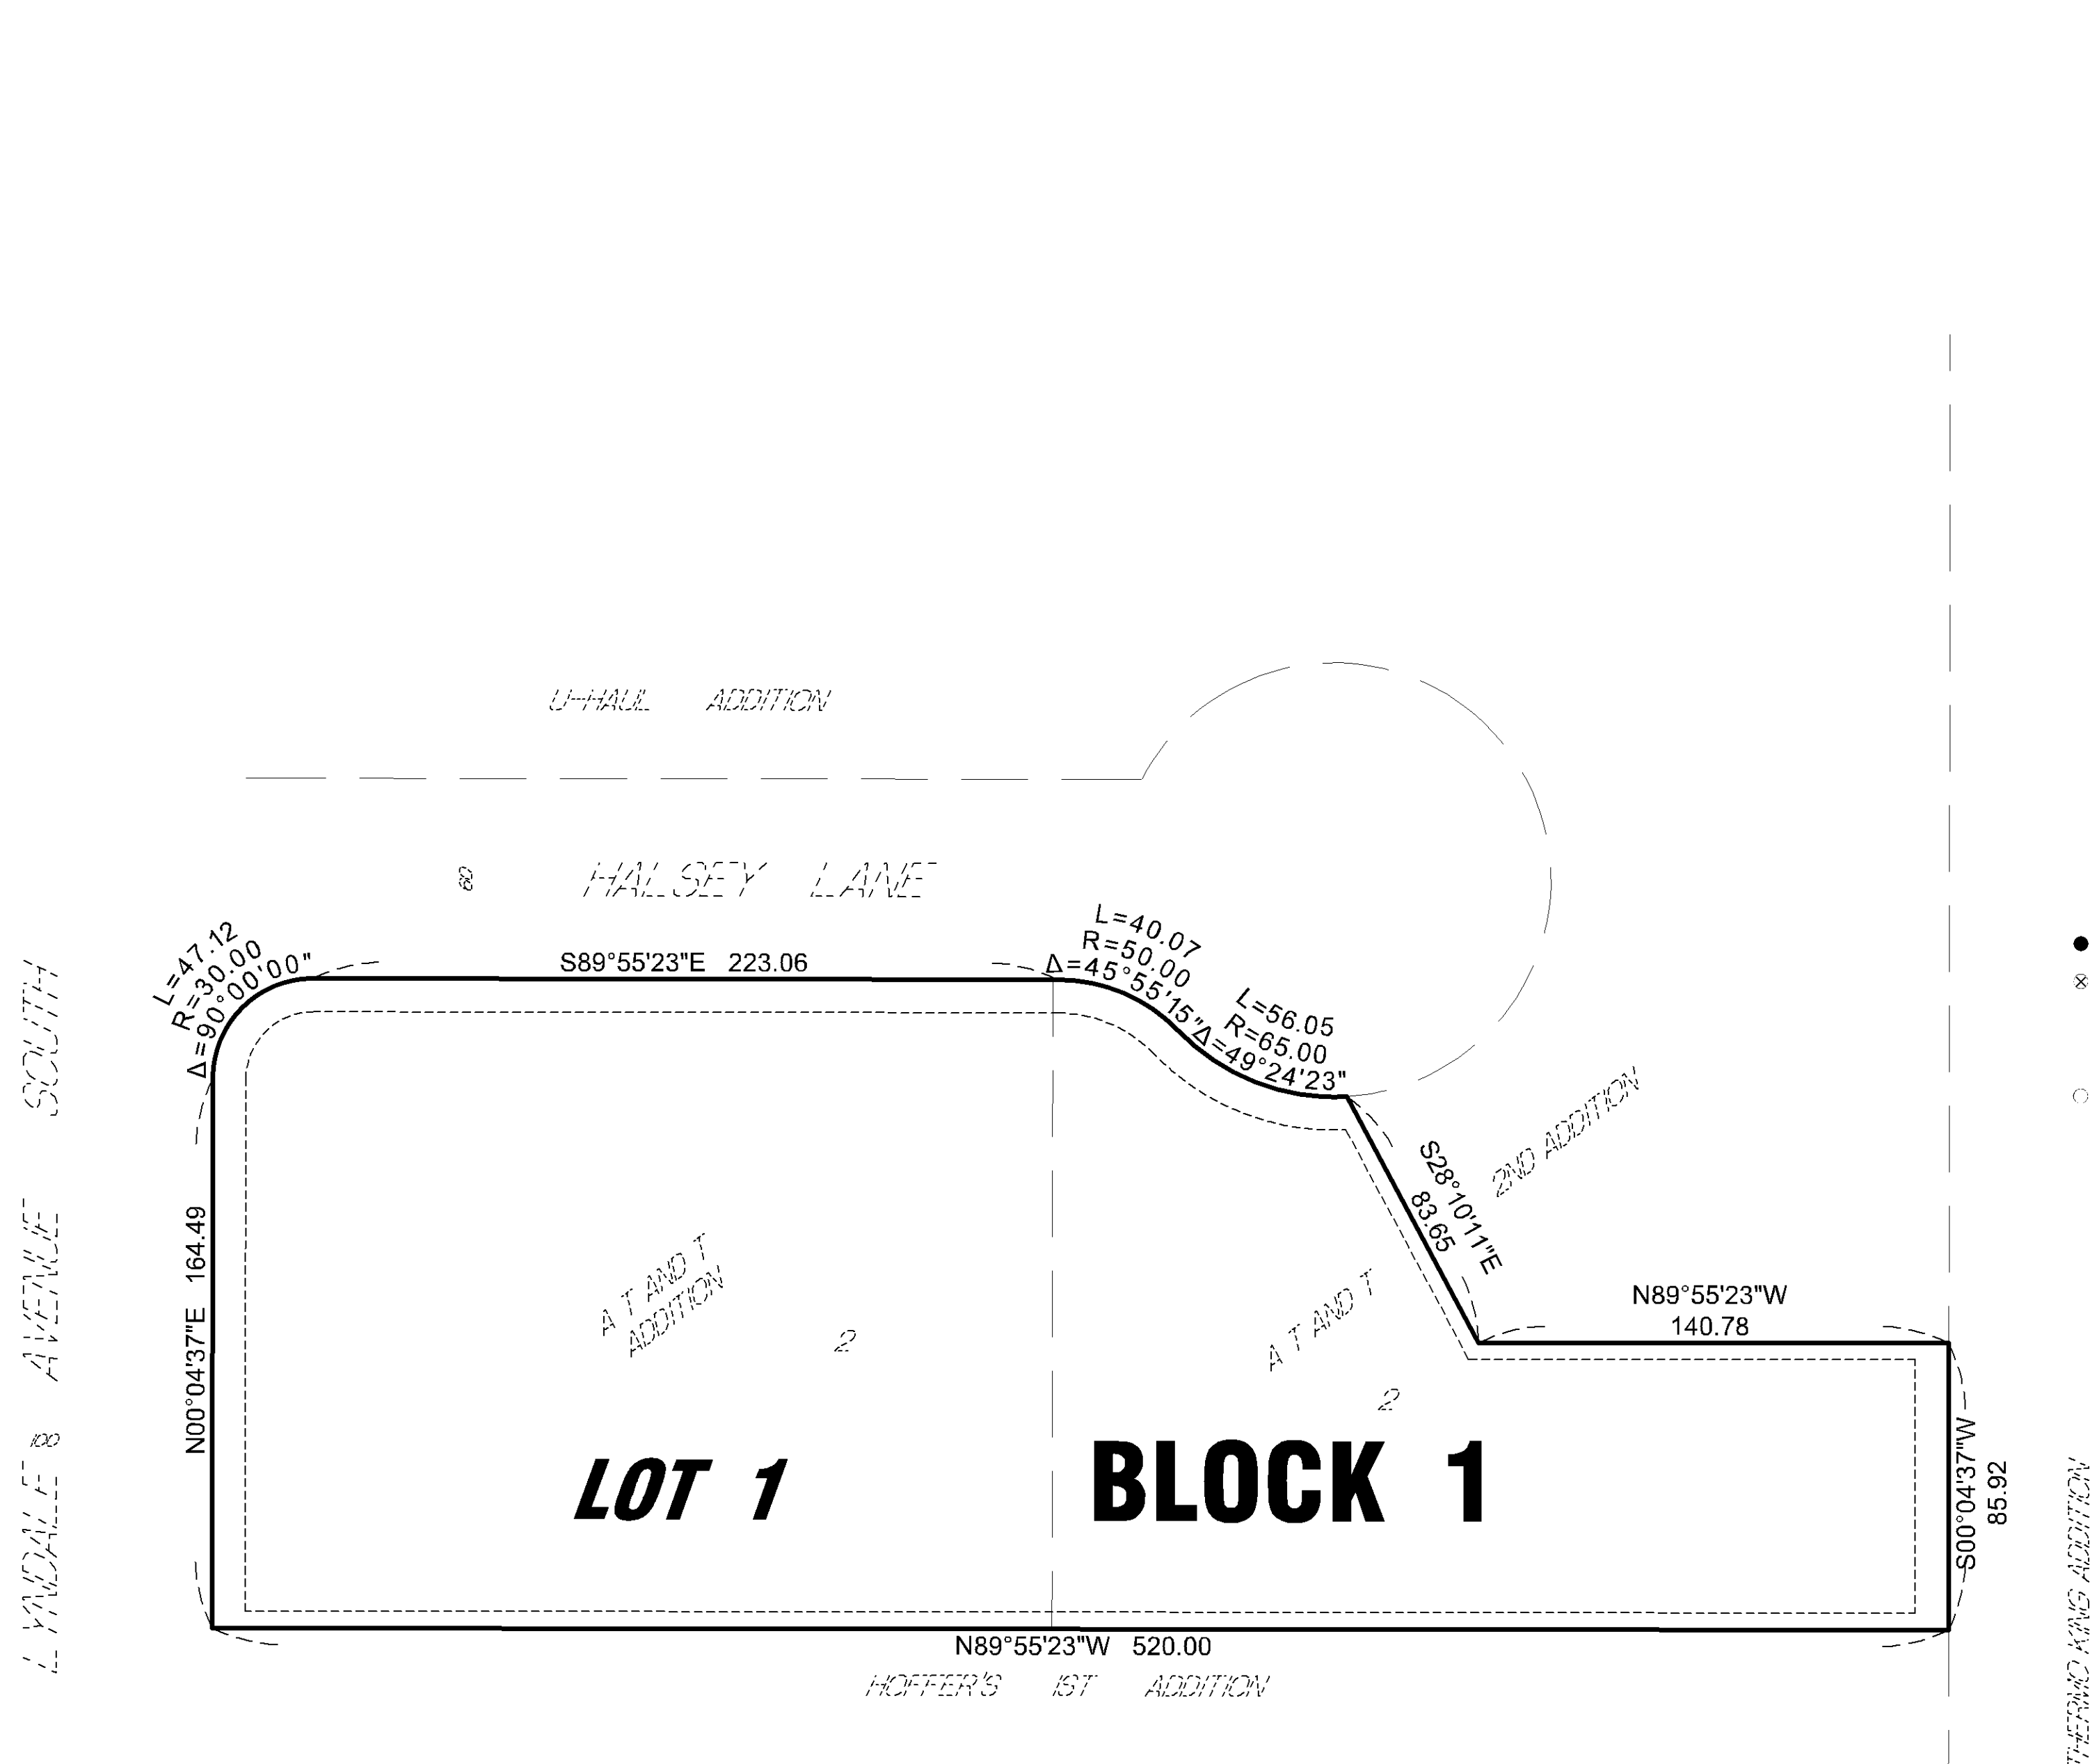 U-HAUL ADDITION
60 HALSEY LANE
L=47.12
R=30.00
Δ=90°00'00"
S89°55'23"E 223.06
L=40.07
R=50.00
Δ=45°55'15"
L=56.05
R=65.00
Δ=49°24'23"
LYNDALE AVENUE SOUTH
100
N00°04'37"E 164.49
S28°10'11"E
83.65
2ND ADDITION
A T AND T
ADDITION
2
A T AND T
2
N89°55'23"W
140.78
LOT 1
BLOCK 1
S00°04'37"W
85.92
N89°55'23"W 520.00
HOFFER'S 1ST ADDITION
THERMO KING ADDITION